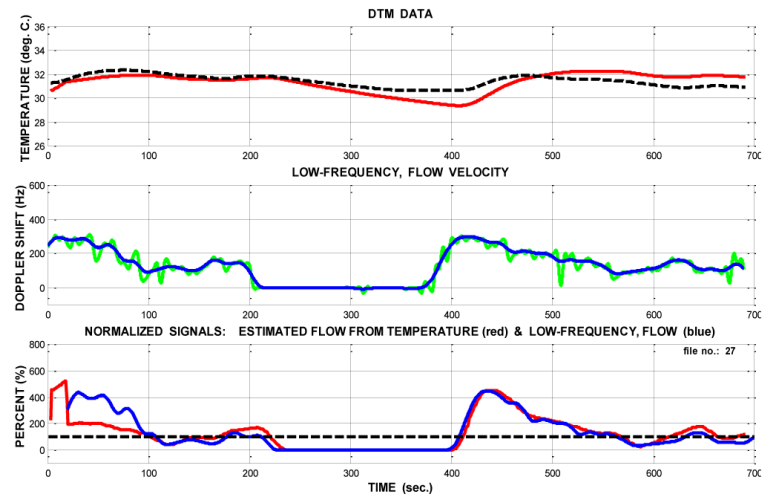 DTM DATA
TEMPERATURE (deg. C.)
36
34
32
30
28
26
0 100 200 300 400 500 600 700
LOW-FREQUENCY, FLOW VELOCITY
DOPPLER SHIFT (Hz)
600
400
200
0
0 100 200 300 400 500 600 700
NORMALIZED SIGNALS: ESTIMATED FLOW FROM TEMPERATURE (red) & LOW-FREQUENCY, FLOW (blue)
file no.: 27
PERCENT (%)
800
600
400
200
0
0 100 200 300 400 500 600 700
TIME (sec.)